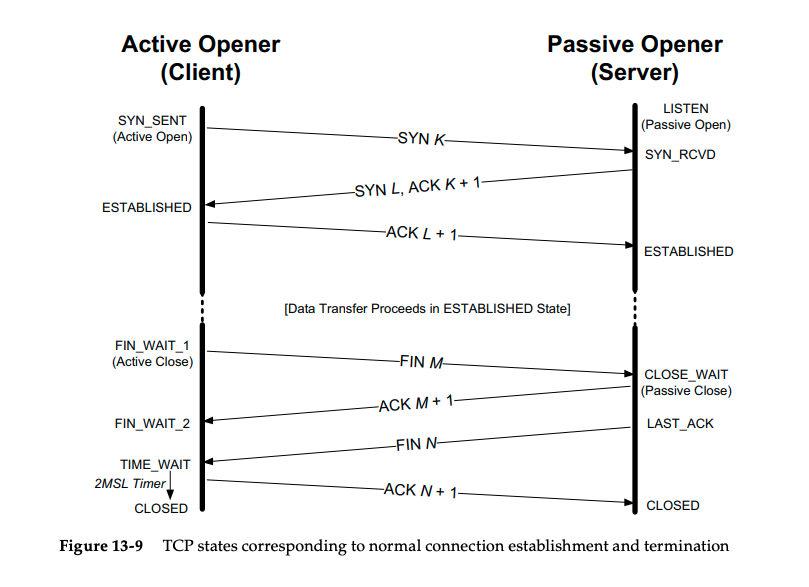 Active Opener
(Client)
Passive Opener
(Server)
SYN_SENT
(Active Open)
LISTEN
(Passive Open)
SYN K
SYN_RCVD
SYN L, ACK K + 1
ESTABLISHED
ACK L + 1
ESTABLISHED
[Data Transfer Proceeds in ESTABLISHED State]
FIN_WAIT_1
(Active Close)
FIN M
CLOSE_WAIT
(Passive Close)
ACK M + 1
FIN_WAIT_2
LAST_ACK
FIN N
TIME_WAIT
2MSL Timer
ACK N + 1
CLOSED
CLOSED
Figure 13-9 TCP states corresponding to normal connection establishment and termination